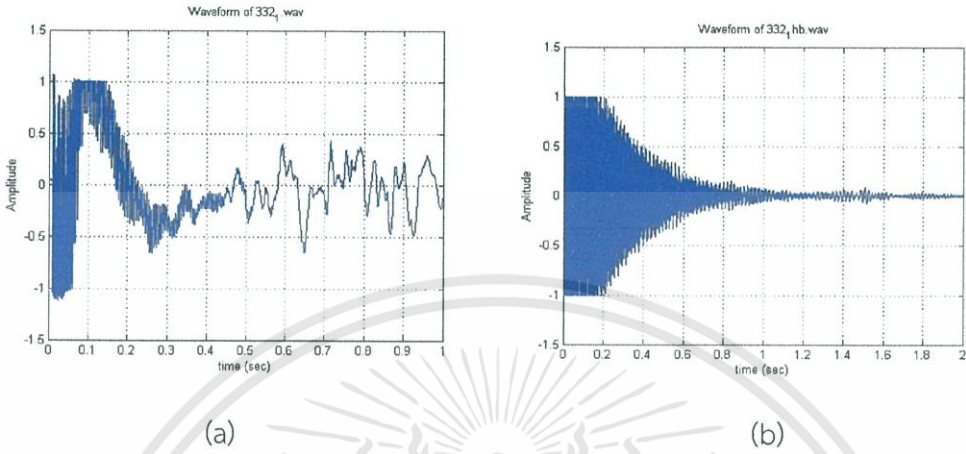 Waveform of 332₁.wav
1.5
1
0.5
0
-0.5
-1
-1.5
Amplitude
0 0.1 0.2 0.3 0.4 0.5 0.6 0.7 0.8 0.9 1
time (sec)
(a)
Waveform of 332₁hb.wav
1.5
1
0.5
0
-0.5
-1
-1.5
Amplitude
0 0.2 0.4 0.6 0.8 1.0 1.2 1.4 1.6 1.8 2
time (sec)
(b)